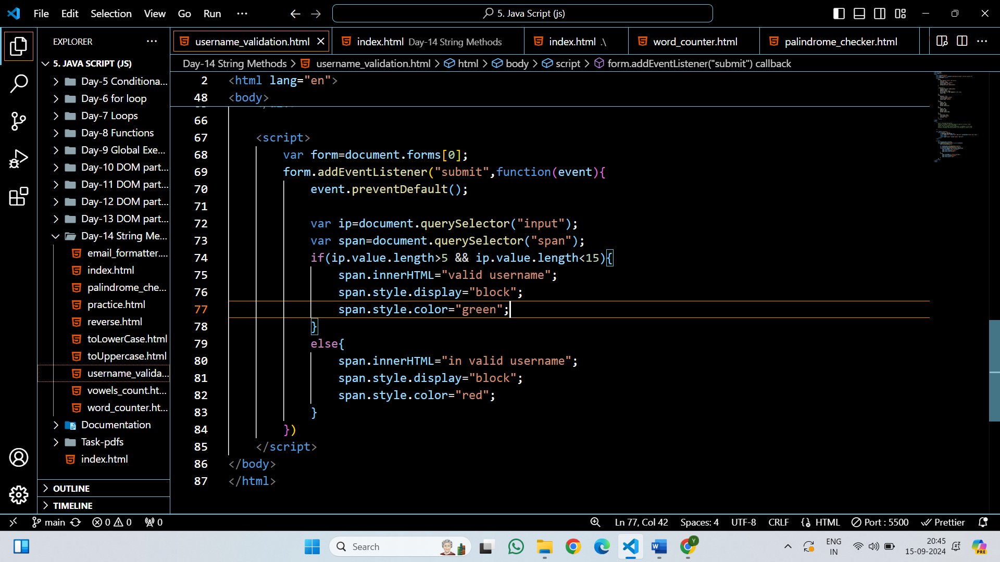 File Edit Selection View Go Run ···
5. Java Script (js)
EXPLORER
username_validation.html
index.html Day-14 String Methods
index.html .\
word_counter.html
palindrome_checker.html
Day-14 String Methods > username_validation.html > html > body > script > form.addEventListener("submit") callback
5. JAVA SCRIPT (JS)
Day-5 Conditiona...
Day-6 for loop
Day-7 Loops
Day-8 Functions
Day-9 Global Exe...
Day-10 DOM part...
Day-11 DOM part...
Day-12 DOM part...
Day-13 DOM part...
Day-14 String Me...
email_formatter....
index.html
palindrome_che...
practice.html
reverse.html
toLowerCase.html
toUppercase.html
username_valida...
vowels_count.ht...
word_counter.ht...
Documentation
Task-pdfs
index.html
OUTLINE
TIMELINE
2 <html lang="en">
48 <body>
66
67 <script>
68 var form=document.forms[0];
69 form.addEventListener("submit",function(event){
70 event.preventDefault();
71
72 var ip=document.querySelector("input");
73 var span=document.querySelector("span");
74 if(ip.value.length>5 && ip.value.length<15){
75 span.innerHTML="valid username";
76 span.style.display="block";
77 span.style.color="green";
78 }
79 else{
80 span.innerHTML="in valid username";
81 span.style.display="block";
82 span.style.color="red";
83 }
84 })
85 </script>
86 </body>
87 </html>
main 0 0 0 Ln 77, Col 42 Spaces: 4 UTF-8 CRLF HTML Port : 5500 Prettier
Search
ENG
IN
20:45
15-09-2024
PRE